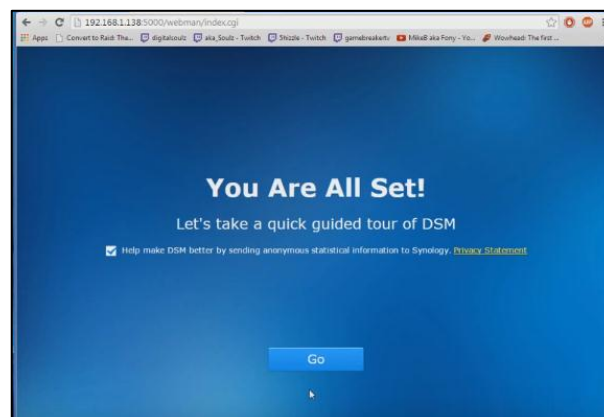 192.168.1.138:5000/webman/index.cgi
Apps Convert to Raid: The... digitalsoulz aka_Soulz - Twitch Shizzle - Twitch gamebreakertv MikeB aka Fony - Yo... Wowhead: The first ...
You Are All Set!
Let's take a quick guided tour of DSM
Help make DSM better by sending anonymous statistical information to Synology. Privacy Statement
Go